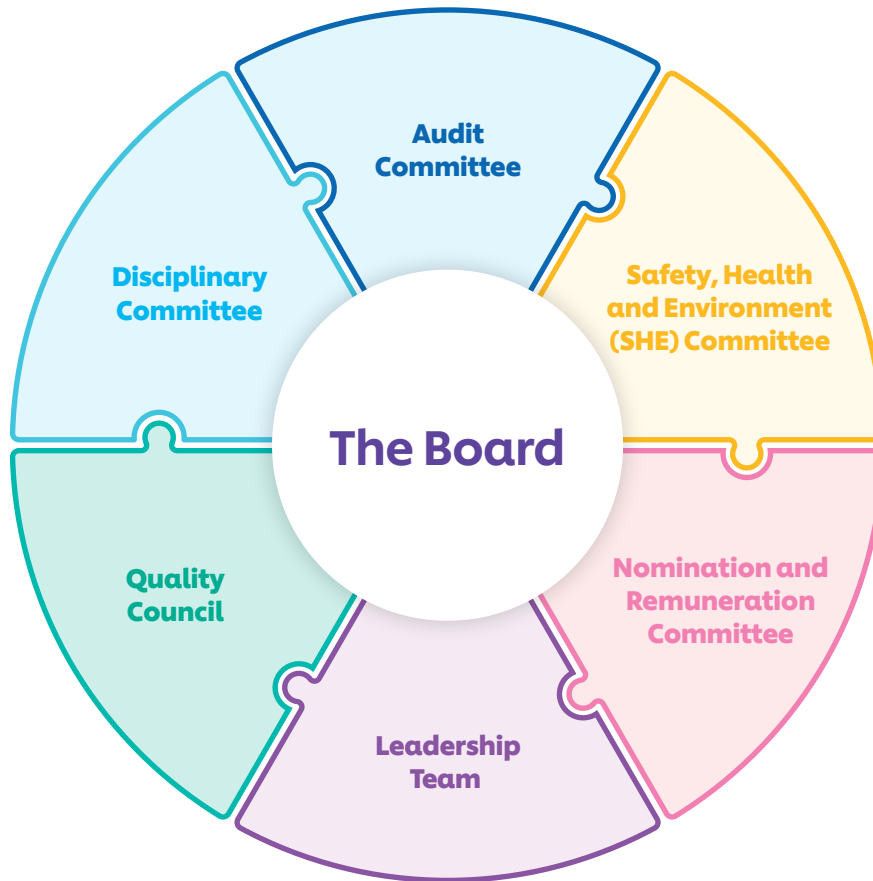 Audit
Committee
Safety, Health
and Environment
(SHE) Committee
Nomination and
Remuneration
Committee
Leadership
Team
Quality
Council
Disciplinary
Committee
The Board